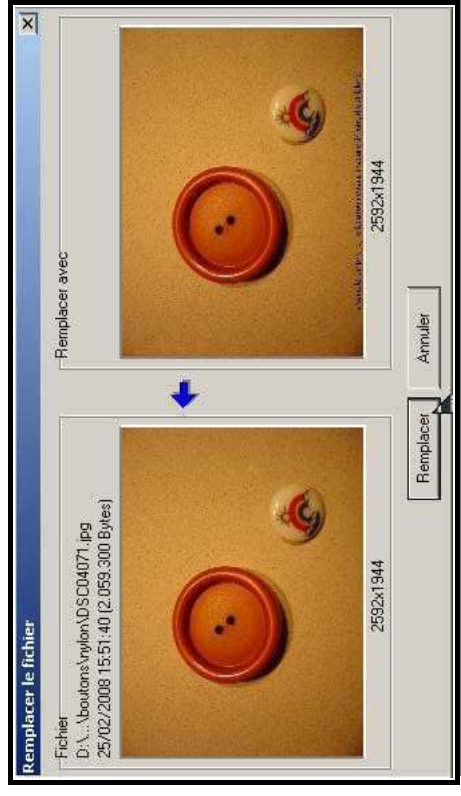 Remplacer le fichier
Fichier
D:\...\boutons\nylon\DSC04071.jpg
25/02/2008 15:51:40 (2.059.300 Bytes)
2592x1944
Remplacer avec
2592x1944
Remplacer
Annuler